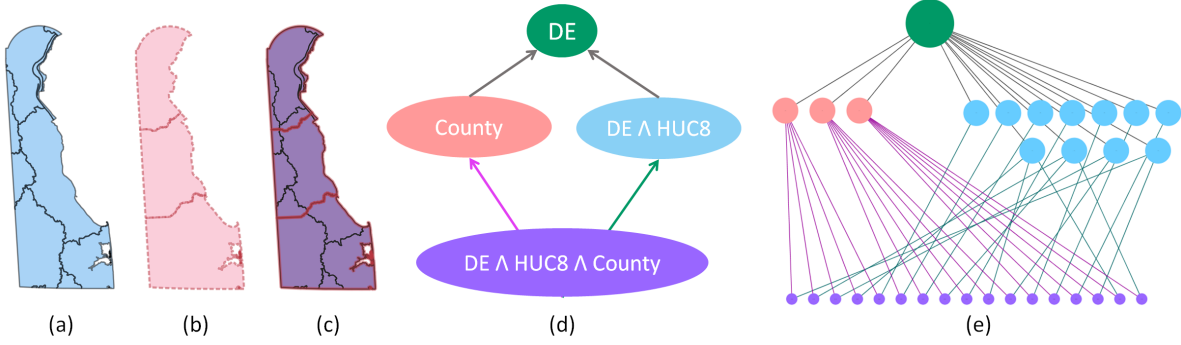 DE
County
DE Λ HUC8
DE Λ HUC8 Λ County
(a)
(b)
(c)
(d)
(e)